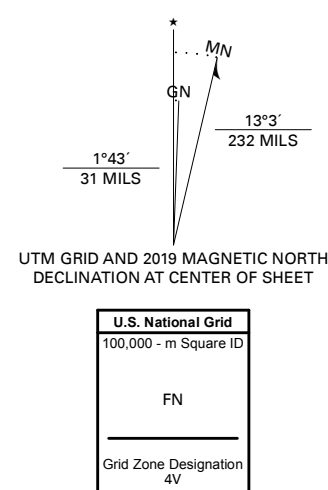 ★
MN
GN
13°3´
232 MILS
1°43´
31 MILS
UTM GRID AND 2019 MAGNETIC NORTH
DECLINATION AT CENTER OF SHEET
U.S. National Grid
100,000 - m Square ID
FN
Grid Zone Designation
4V